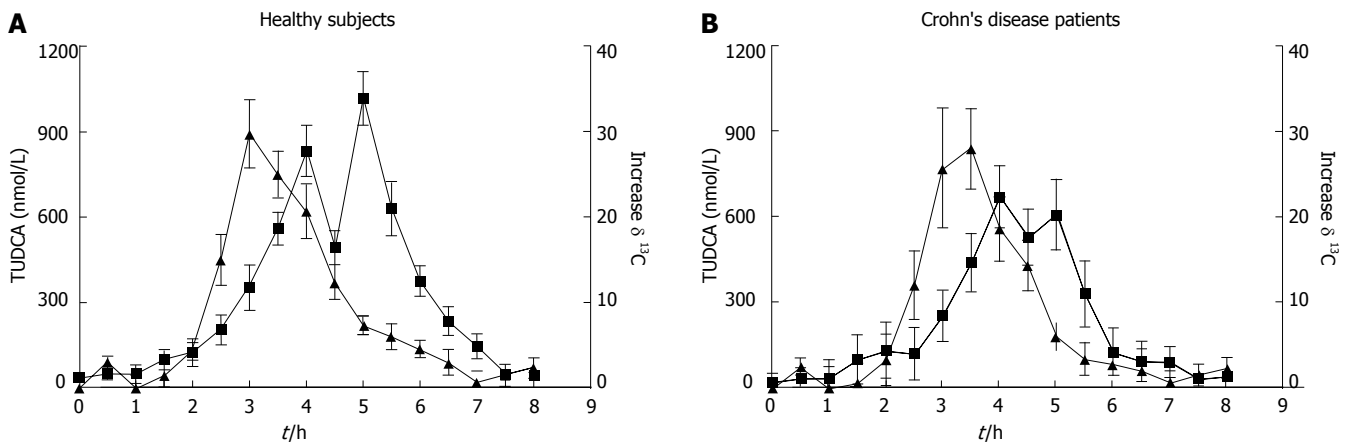 A
Healthy subjects
1200
900
600
300
0
TUDCA (nmol/L)
40
30
20
10
0
Increase δ ¹³C
0 1 2 3 4 5 6 7 8 9
t/h
B
Crohn's disease patients
1200
900
600
300
0
TUDCA (nmol/L)
40
30
20
10
0
Increase δ ¹³C
0 1 2 3 4 5 6 7 8 9
t/h